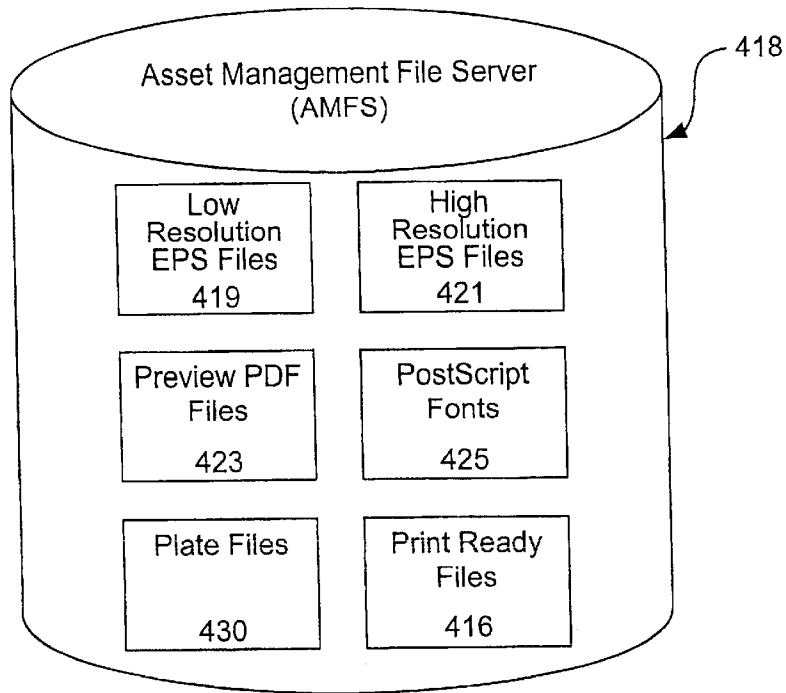 Asset Management File Server
(AMFS)
418
Low
Resolution
EPS Files
419
High
Resolution
EPS Files
421
Preview PDF
Files
423
PostScript
Fonts
425
Plate Files
430
Print Ready
Files
416